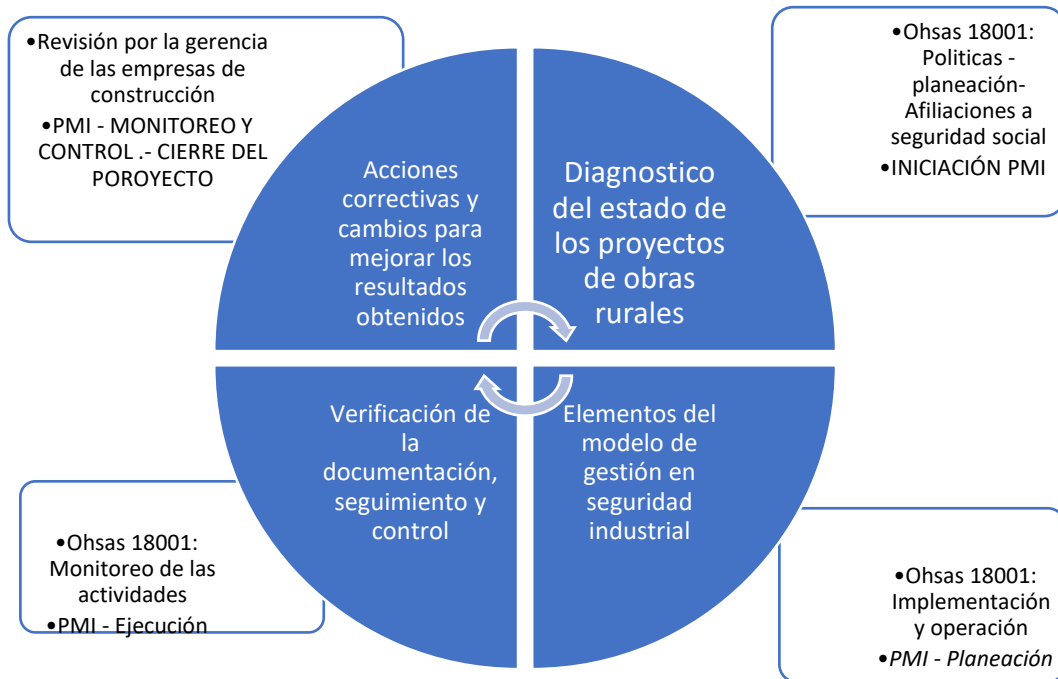 •Revisión por la gerencia
de las empresas de
construcción
•PMI - MONITOREO Y
CONTROL .- CIERRE DEL
POROYECTO
•Ohsas 18001:
Politicas -
planeación-
Afiliaciones a
seguridad social
•INICIACIÓN PMI
Acciones
correctivas y
cambios para
mejorar los
resultados
obtenidos
Diagnostico
del estado de
los proyectos
de obras
rurales
Verificación de
la
documentación,
seguimiento y
control
Elementos del
modelo de
gestión en
seguridad
industrial
•Ohsas 18001:
Monitoreo de las
actividades
•PMI - Ejecución
•Ohsas 18001:
Implementación
y operación
•PMI - Planeación